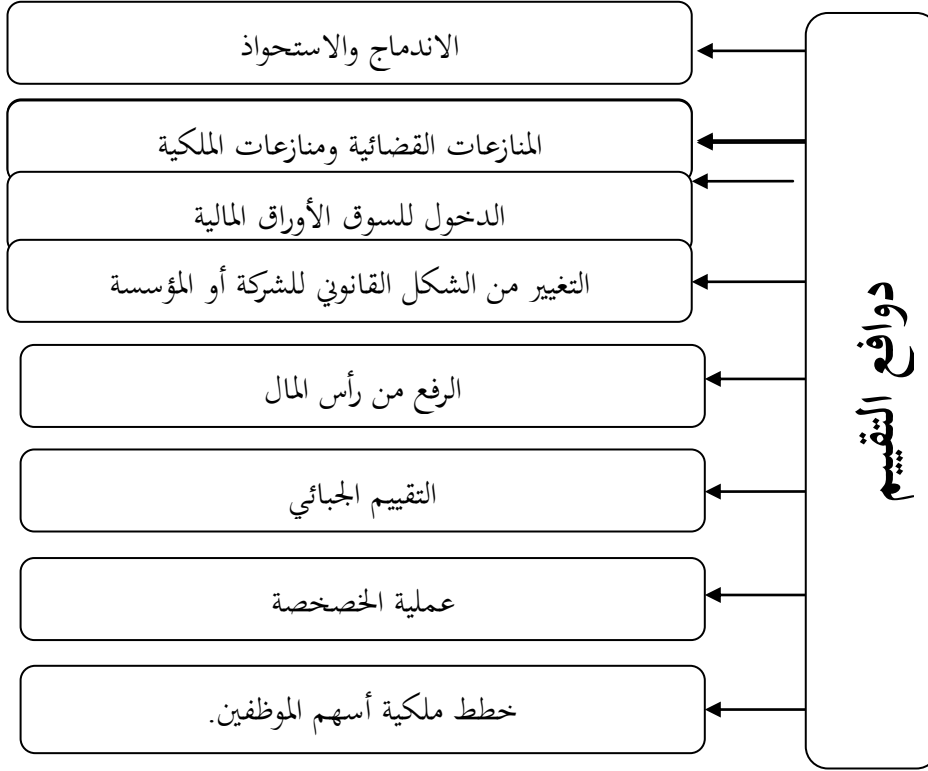 دوافع التقييم
الاندماج والاستحواذ
المنازعات القضائية ومنازعات الملكية
الدخول للسوق الأوراق المالية
التغيير من الشكل القانوني للشركة أو المؤسسة
الرفع من رأس المال
التقييم الجبائي
عملية الخصخصة
خطط ملكية أسهم الموظفين.